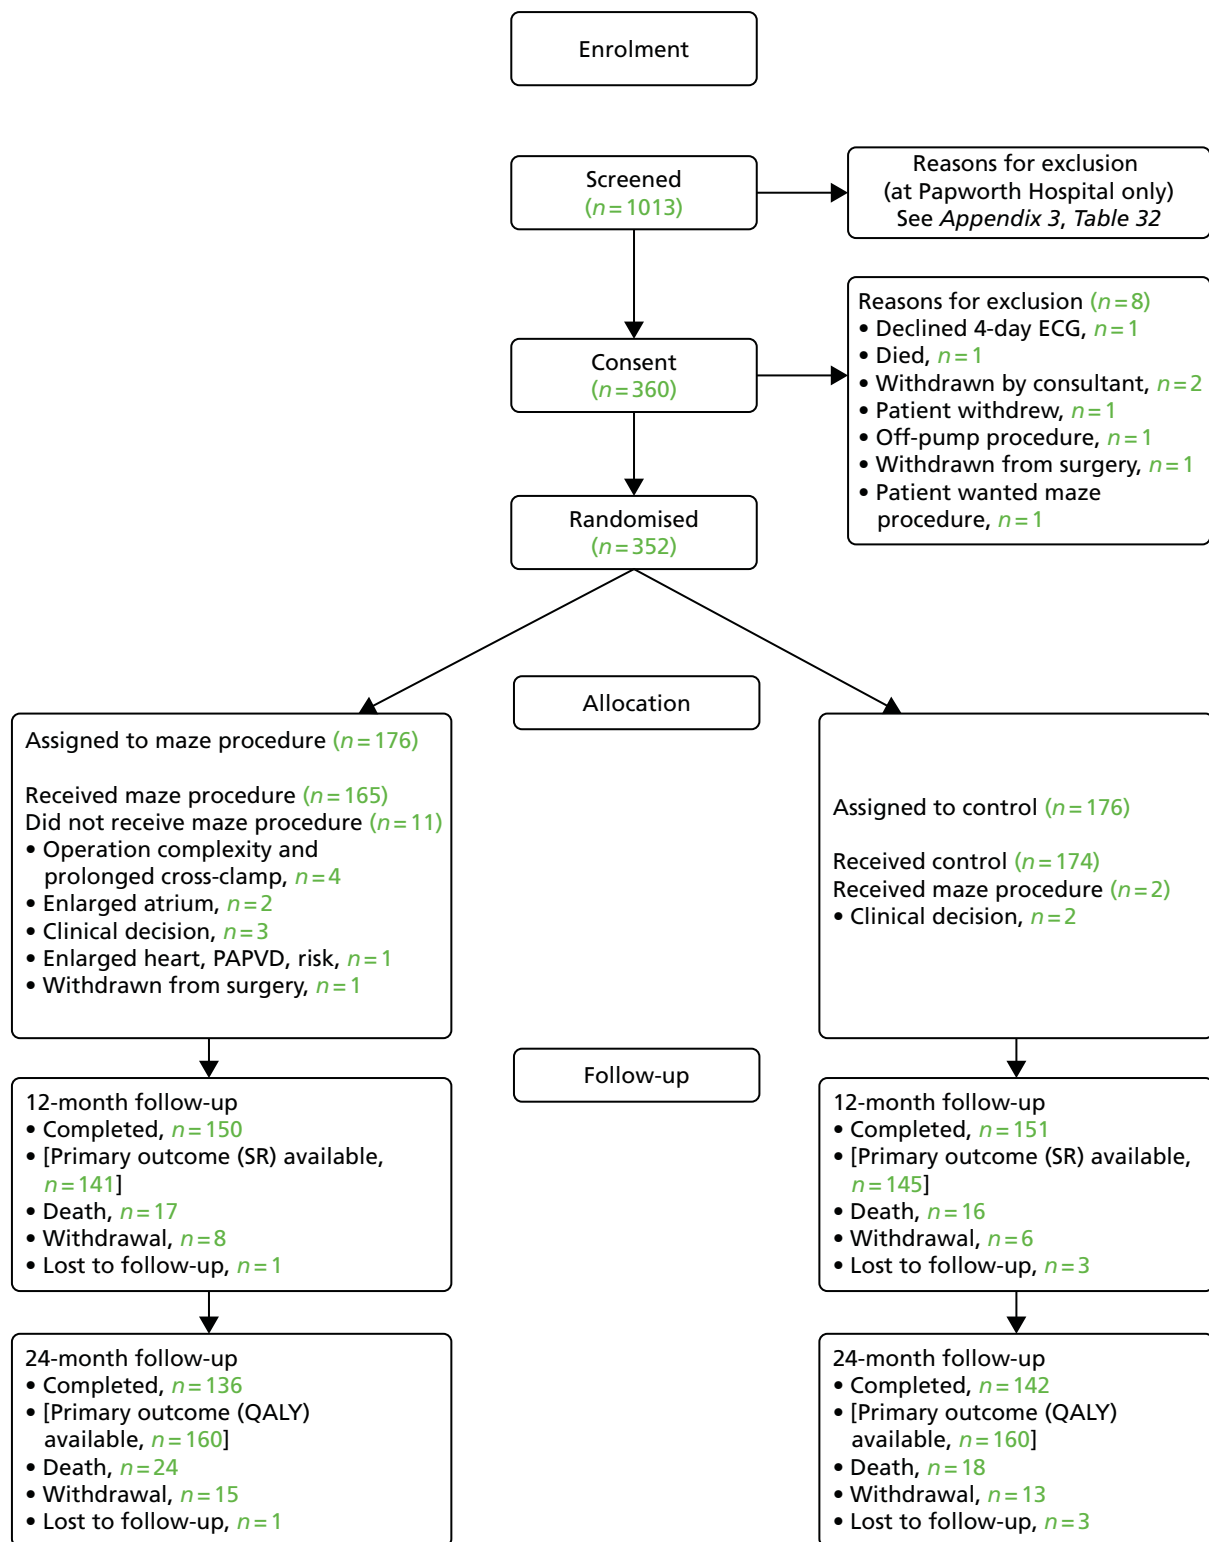 Enrolment
Screened
(n=1013)
Reasons for exclusion
(at Papworth Hospital only)
See Appendix 3, Table 32
Consent
(n=360)
Reasons for exclusion (n=8)
• Declined 4-day ECG, n=1
• Died, n=1
• Withdrawn by consultant, n=2
• Patient withdrew, n=1
• Off-pump procedure, n=1
• Withdrawn from surgery, n=1
• Patient wanted maze
procedure, n=1
Randomised
(n=352)
Allocation
Assigned to maze procedure (n=176)
Received maze procedure (n=165)
Did not receive maze procedure (n=11)
• Operation complexity and
prolonged cross-clamp, n=4
• Enlarged atrium, n=2
• Clinical decision, n=3
• Enlarged heart, PAPVD, risk, n=1
• Withdrawn from surgery, n=1
Assigned to control (n=176)
Received control (n=174)
Received maze procedure (n=2)
• Clinical decision, n=2
Follow-up
12-month follow-up
• Completed, n=150
• [Primary outcome (SR) available,
n=141]
• Death, n=17
• Withdrawal, n=8
• Lost to follow-up, n=1
12-month follow-up
• Completed, n=151
• [Primary outcome (SR) available,
n=145]
• Death, n=16
• Withdrawal, n=6
• Lost to follow-up, n=3
24-month follow-up
• Completed, n=136
• [Primary outcome (QALY)
available, n=160]
• Death, n=24
• Withdrawal, n=15
• Lost to follow-up, n=1
24-month follow-up
• Completed, n=142
• [Primary outcome (QALY)
available, n=160]
• Death, n=18
• Withdrawal, n=13
• Lost to follow-up, n=3